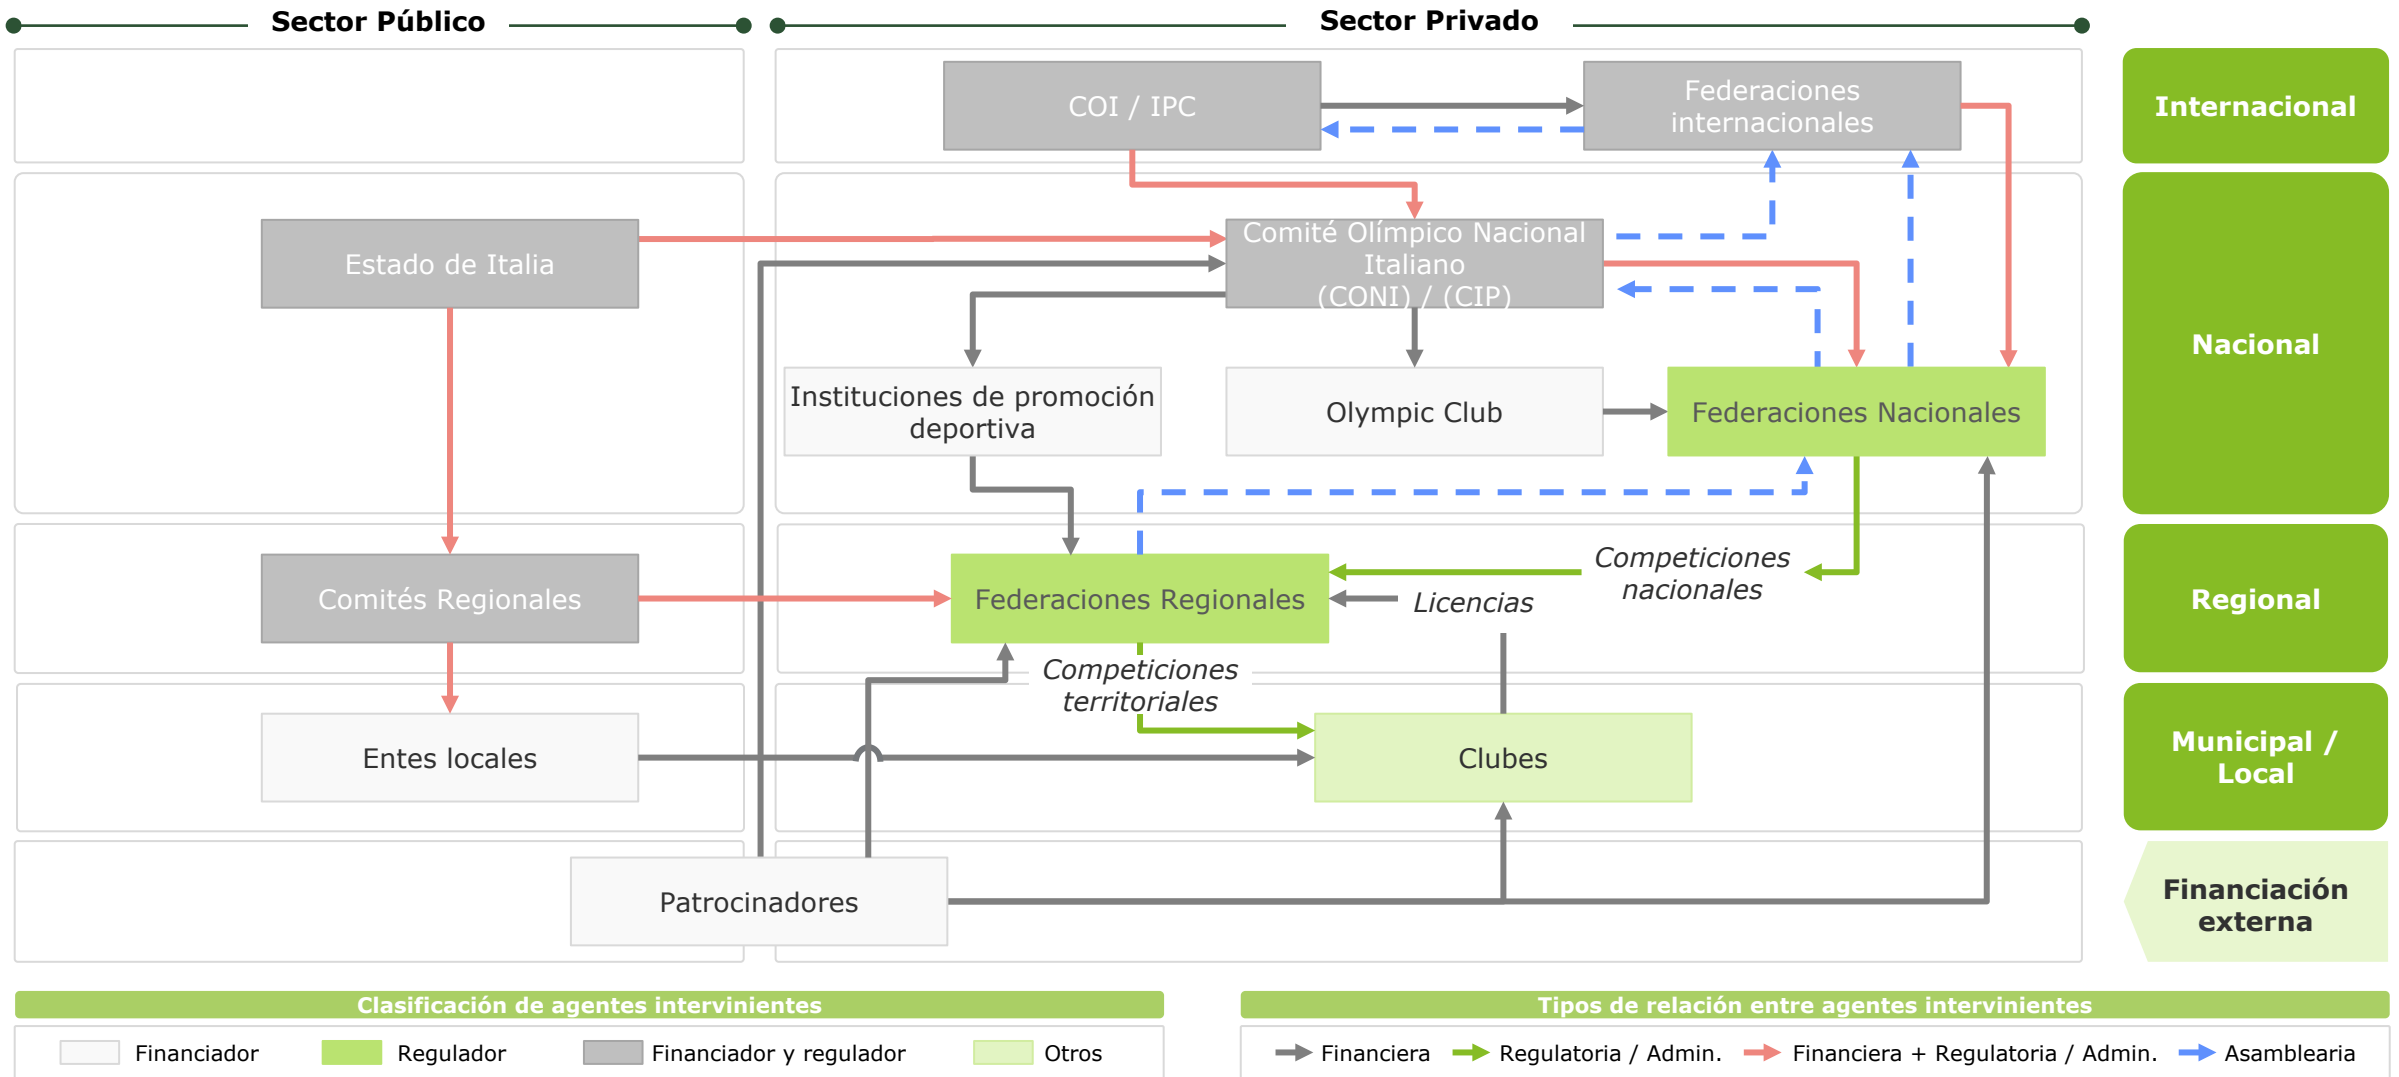 Sector Público
Sector Privado
COI / IPC
Federaciones
internacionales
Internacional
Estado de Italia
Comité Olímpico Nacional
Italiano
(CONI) / (CIP)
Nacional
Instituciones de promoción
deportiva
Olympic Club
Federaciones Nacionales
Comités Regionales
Federaciones Regionales
Competiciones
nacionales
Licencias
Regional
Competiciones
territoriales
Entes locales
Clubes
Municipal /
Local
Patrocinadores
Financiación
externa
Clasificación de agentes intervinientes
Financiador
Regulador
Financiador y regulador
Otros
Tipos de relación entre agentes intervinientes
Financiera
Regulatoria / Admin.
Financiera + Regulatoria / Admin.
Asamblearia